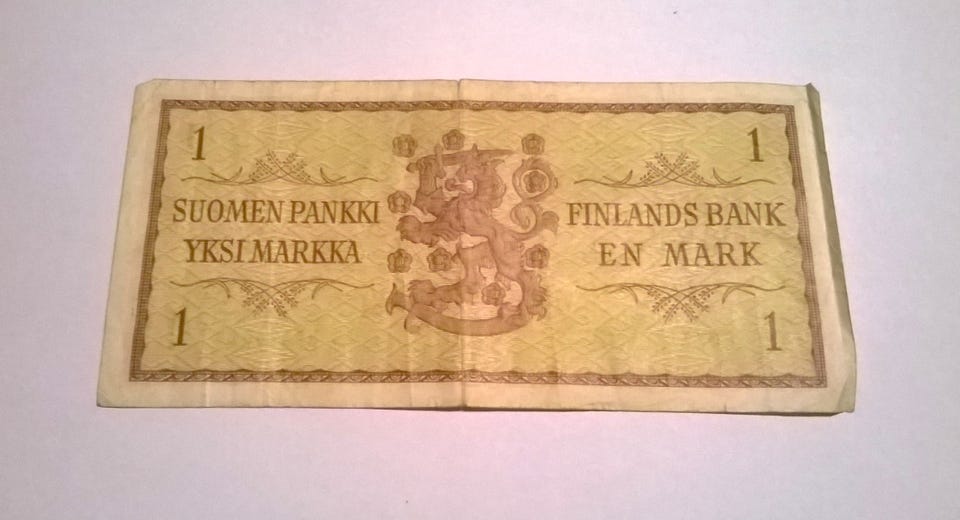 1
1
SUOMEN PANKKI
YKSI MARKKA
FINLANDS BANK
EN MARK
1
1